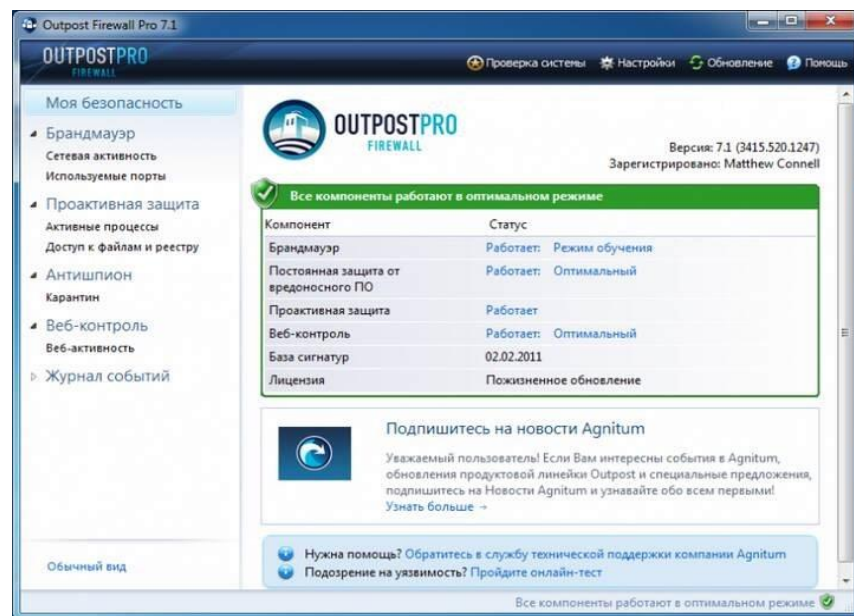 Outpost Firewall Pro 7.1
OUTPOSTPRO
FIREWALL
Проверка системы Настройки Обновление Помощь
Моя безопасность
Брандмауэр
Сетевая активность
Используемые порты
Проактивная защита
Активные процессы
Доступ к файлам и реестру
Антишпион
Карантин
Веб-контроль
Веб-активность
Журнал событий
Обычный вид
OUTPOSTPRO
FIREWALL
Версия: 7.1 (3415.520.1247)
Зарегистрировано: Matthew Connell
Все компоненты работают в оптимальном режиме
Компонент Статус
Брандмауэр Работает: Режим обучения
Постоянная защита от Работает: Оптимальный
вредоносного ПО
Проактивная защита Работает
Веб-контроль Работает: Оптимальный
База сигнатур 02.02.2011
Лицензия Пожизненное обновление
Подпишитесь на новости Agnitum
Уважаемый пользователь! Если Вам интересны события в Agnitum,
обновления продуктовой линейки Outpost и специальные предложения,
подпишитесь на Новости Agnitum и узнавайте обо всем первыми!
Узнать больше →
Нужна помощь? Обратитесь в службу технической поддержки компании Agnitum
Подозрение на уязвимость? Пройдите онлайн-тест
Все компоненты работают в оптимальном режиме